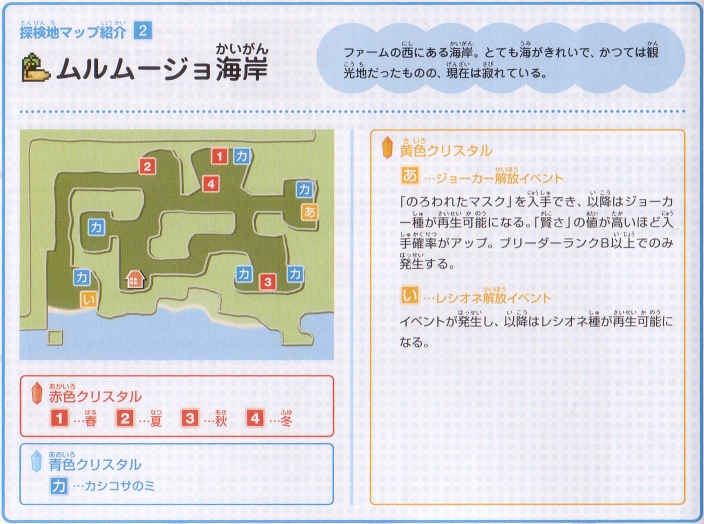 探検地マップ紹介 2
ムルムージョ海岸
ファームの西にある海岸。とても海がきれいで、かつては観
光地だったものの、現在は寂れている。
1 カ
2
4
カ
あ
カ
カ
い
カ 3 カ
赤色クリスタル
1…春 2…夏 3…秋 4…冬
青色クリスタル
カ…カシコサのミ
黄色クリスタル
あ…ジョーカー解放イベント
「のろわれたマスク」を入手でき、以降はジョーカ
ー種が再生可能になる。「賢さ」の値が高いほど入
手確率がアップ。ブリーダーランクB以上でのみ
発生する。
い…レシオネ解放イベント
イベントが発生し、以降はレシオネ種が再生可能に
なる。